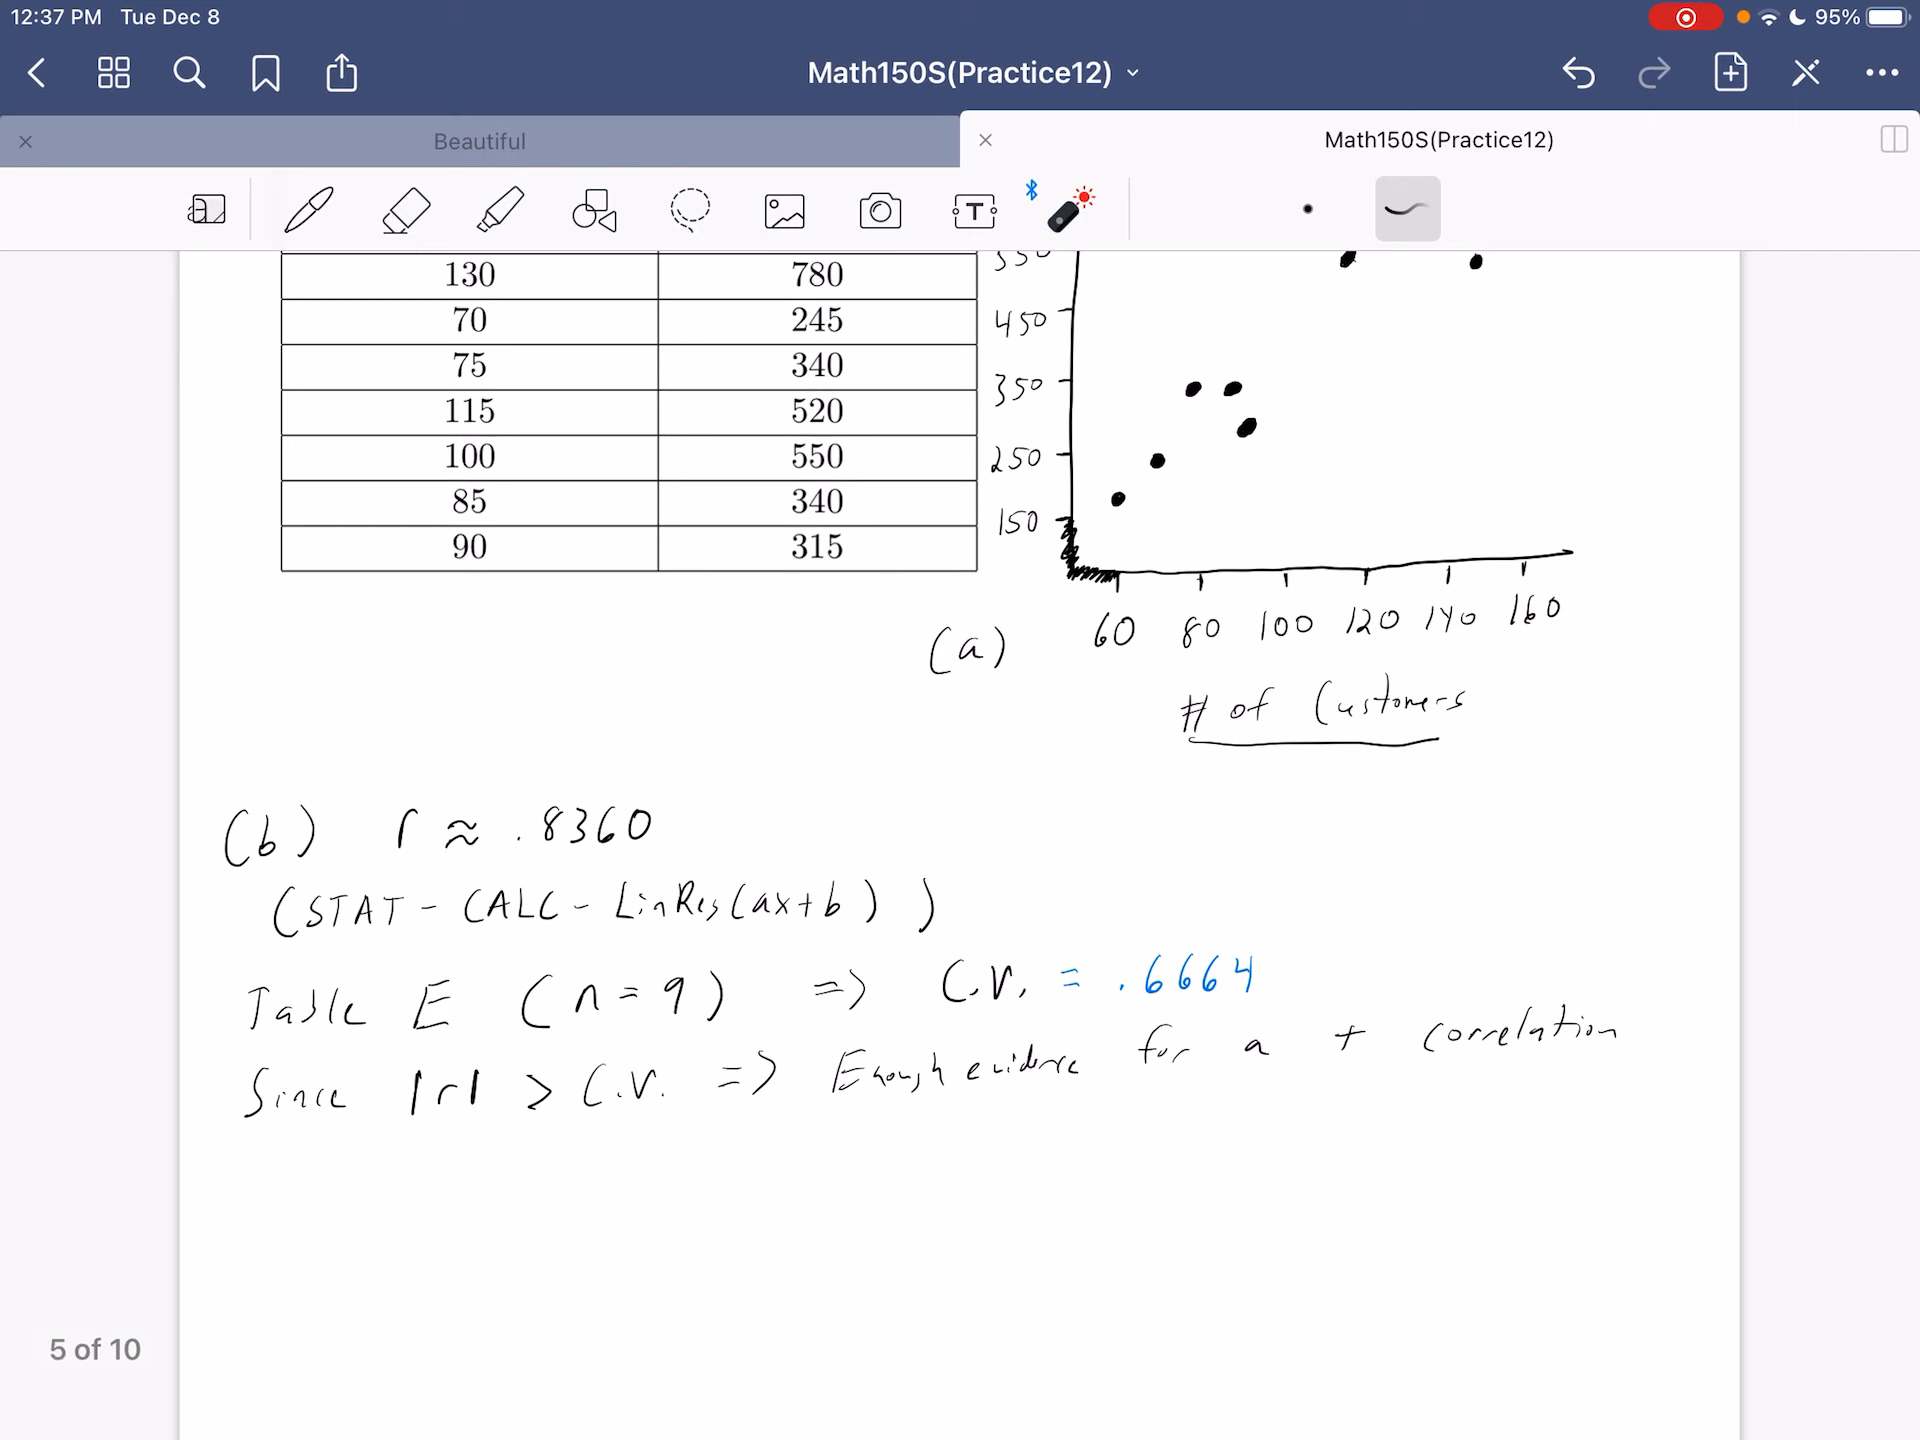 12:37 PM Tue Dec 8
95%
Math150S(Practice12)
Beautiful
Math150S(Practice12)
T
130 780
70 245
75 340
115 520
100 550
85 340
90 315
450
350
250
150
60 80 100 120 140 160
(a)
# of Customers
(b) r ≈ .8360
(STAT - CALC - LinReg(ax+b) )
Table E (n=9) => C.V. = .6664
Since |r| > C.V. => Enough evidence for a + correlation
5 of 10